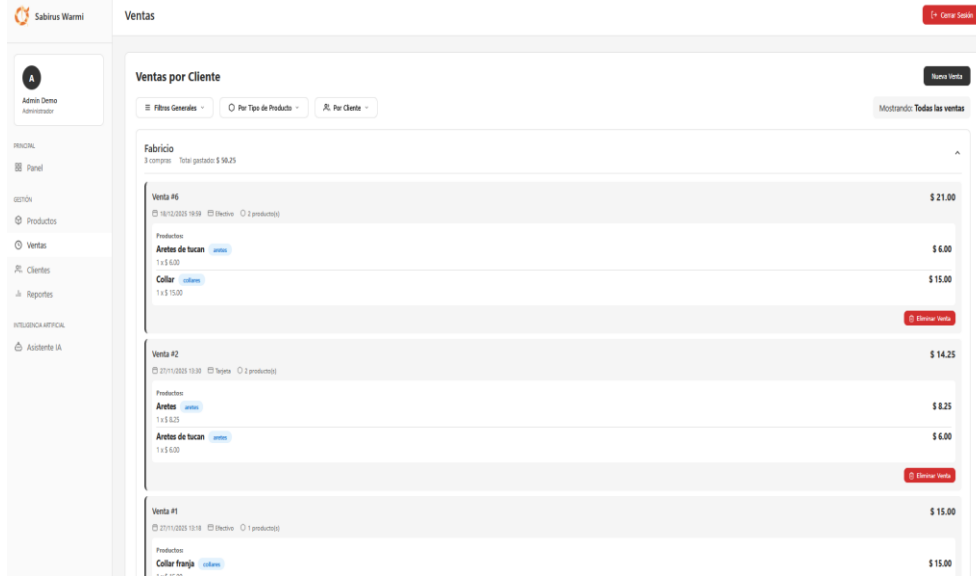 Sabirus Warmi
Ventas
Cerrar Sesión
A
Admin Demo
Administrador
PRINCIPAL
Panel
GESTIÓN
Productos
Ventas
Clientes
Reportes
INTELIGENCIA ARTIFICIAL
Asistente IA
Ventas por Cliente
Nueva Venta
Filtros Generales
Por Tipo de Producto
Por Cliente
Mostrando: Todas las ventas
Fabricio
3 compras Total gastado: $ 50.25
Venta #6 $ 21.00
18/12/2025 19:59 Efectivo 2 producto(s)
Productos:
Aretes de tucan aretes $ 6.00
1 x $ 6.00
Collar collares $ 15.00
1 x $ 15.00
Eliminar Venta
Venta #2 $ 14.25
27/11/2025 13:30 Tarjeta 2 producto(s)
Productos:
Aretes aretes $ 8.25
1 x $ 8.25
Aretes de tucan aretes $ 6.00
1 x $ 6.00
Eliminar Venta
Venta #1 $ 15.00
27/11/2025 13:18 Efectivo 1 producto(s)
Productos:
Collar franja collares $ 15.00
1 x $ 15.00